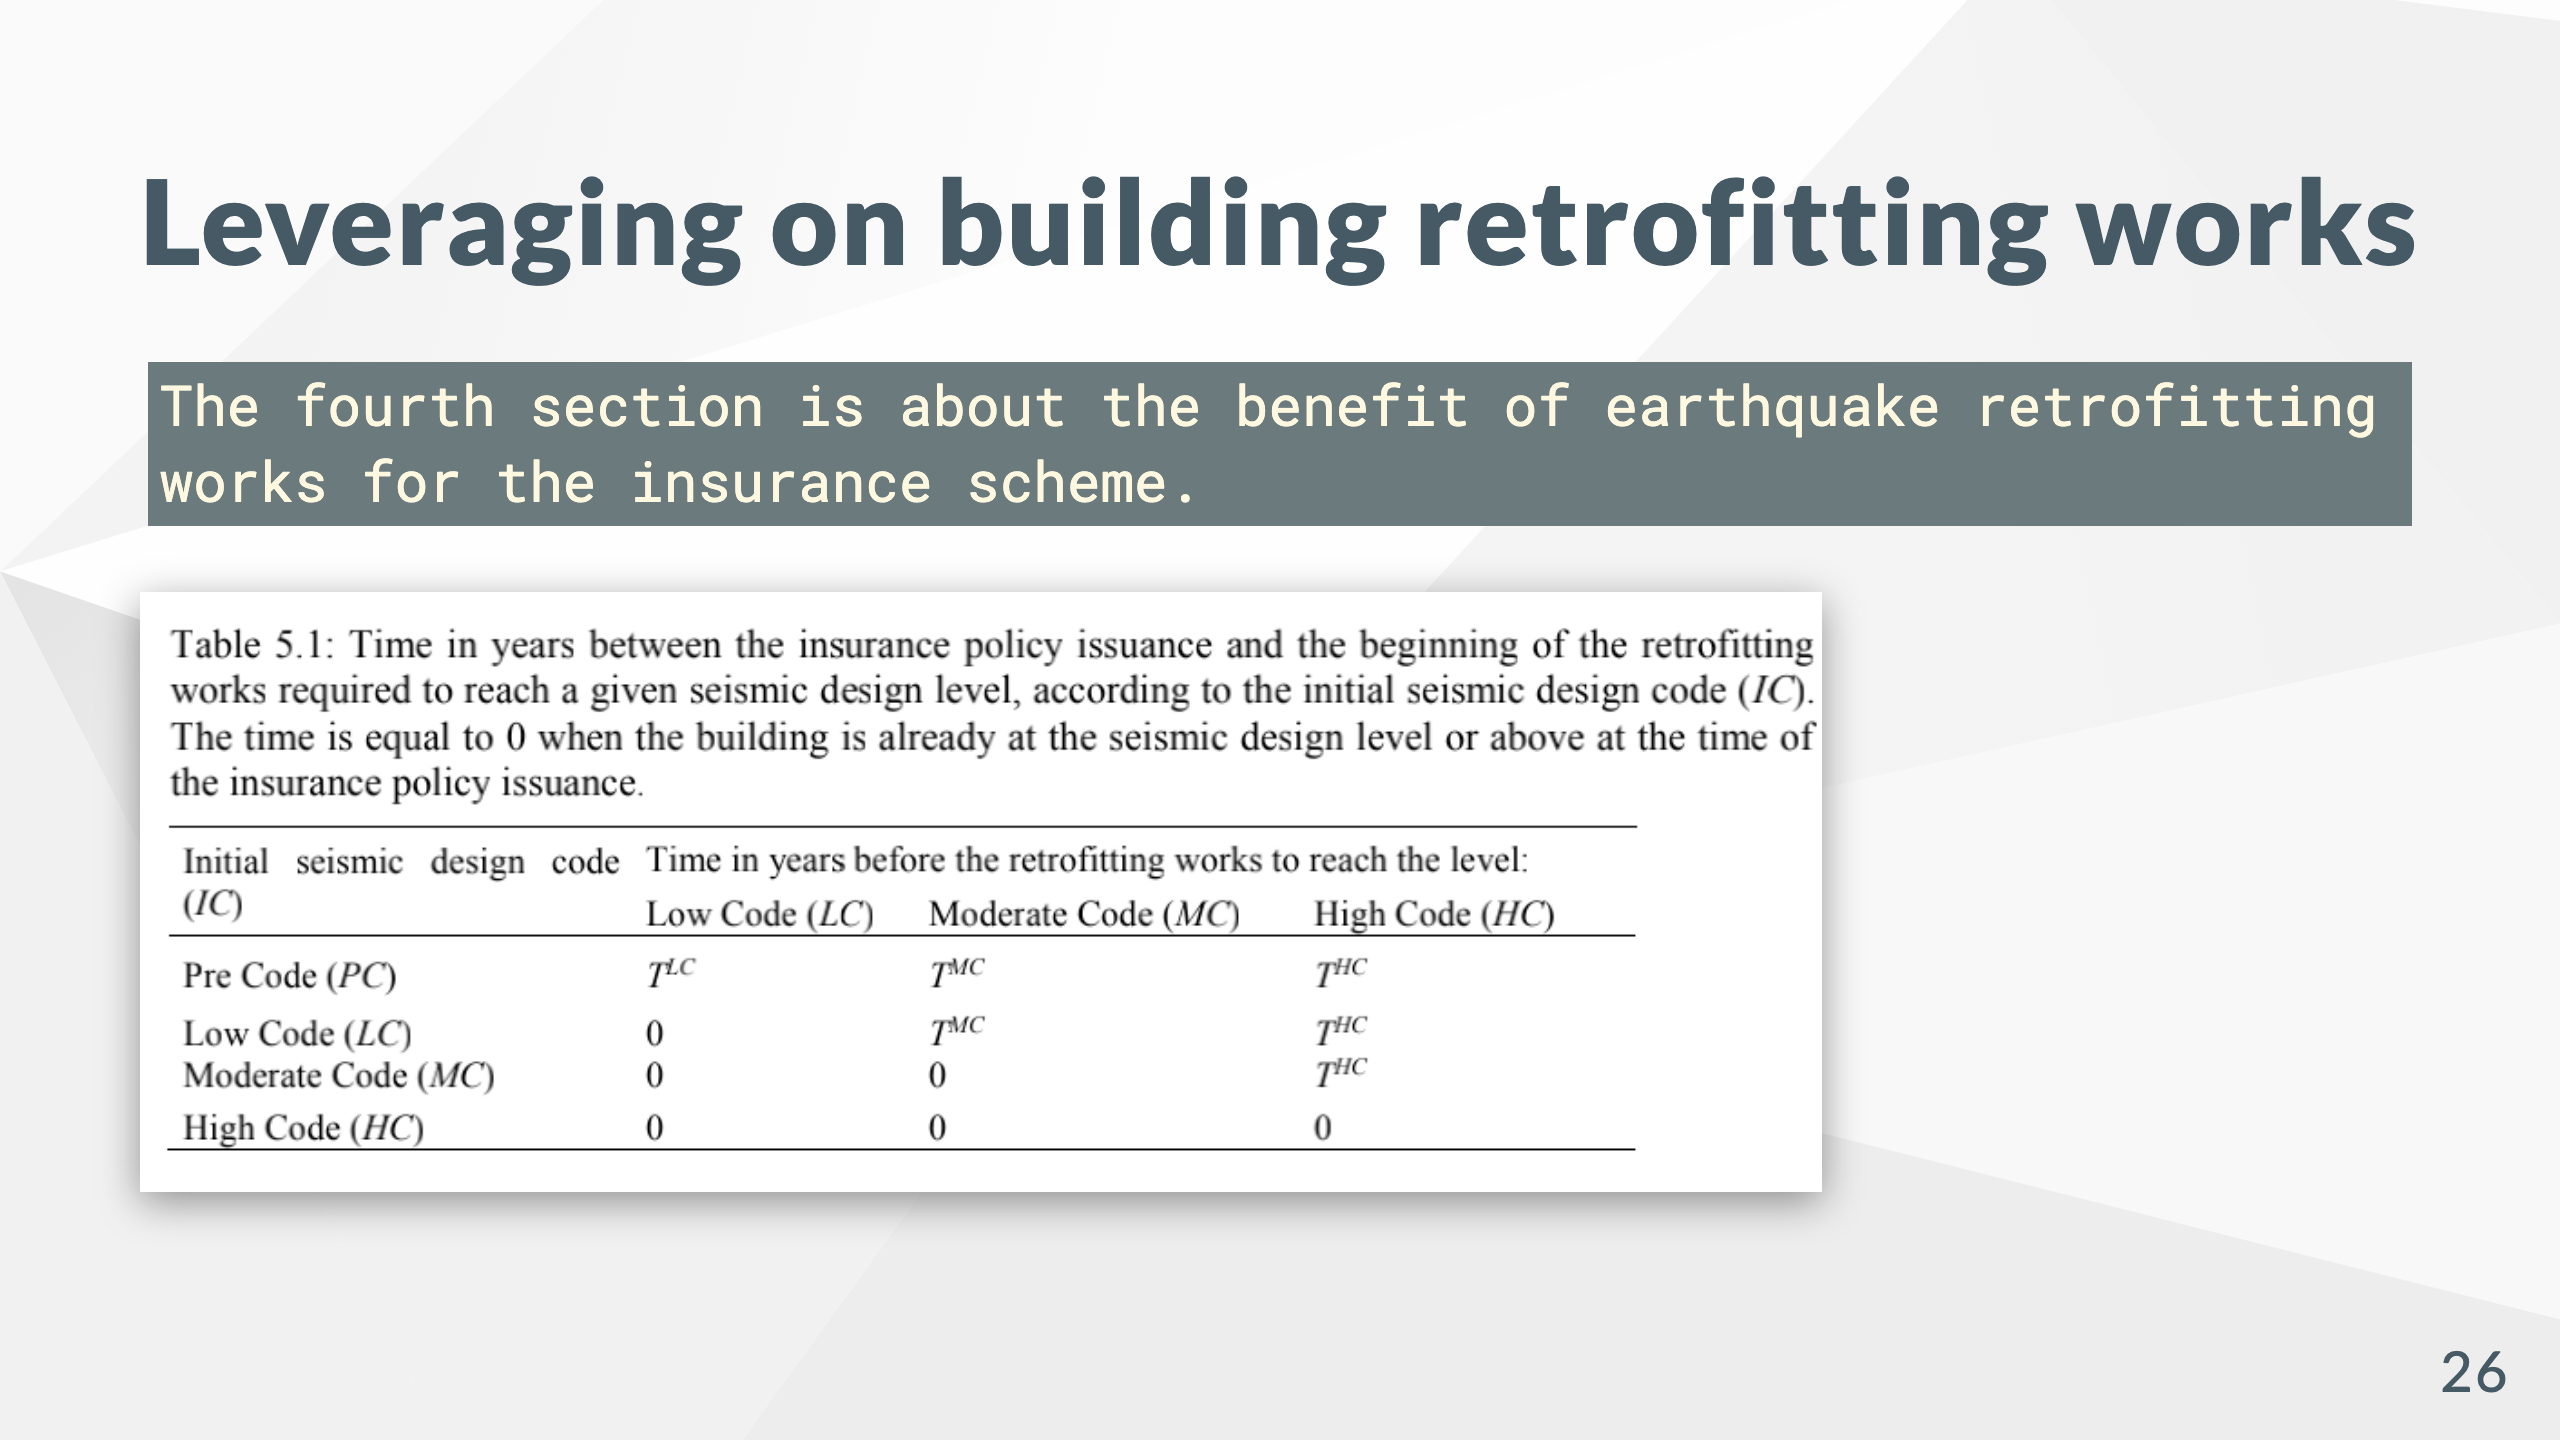 Leveraging on building retrofitting works
The fourth section is about the benefit of earthquake retrofitting
works for the insurance scheme.
Table 5.1: Time in years between the insurance policy issuance and the beginning of the retrofitting
works required to reach a given seismic design level, according to the initial seismic design code (IC).
The time is equal to 0 when the building is already at the seismic design level or above at the time of
the insurance policy issuance.
Initial seismic design code Time in years before the retrofitting works to reach the level:
(IC)
Low Code (LC) Moderate Code (MC) High Code (HC)
Pre Code (PC) T^LC T^MC T^HC
Low Code (LC) 0 T^MC T^HC
Moderate Code (MC) 0 0 T^HC
High Code (HC) 0 0 0
26